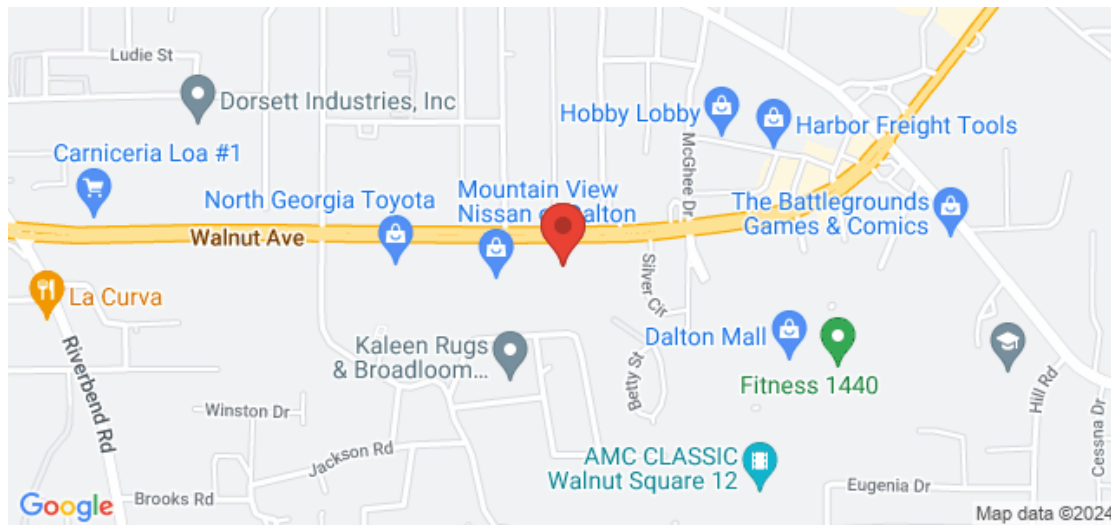 Ludie St
Dorsett Industries, Inc
Hobby Lobby
Harbor Freight Tools
McGhee Dr
Carniceria Loa #1
North Georgia Toyota
Mountain View
Nissan of Dalton
The Battlegrounds
Games & Comics
Walnut Ave
Silver Cir
La Curva
Riverbend Rd
Kaleen Rugs
& Broadloom...
Dalton Mall
Fitness 1440
Betty St
Hill Rd
Cessna Dr
Winston Dr
Jackson Rd
AMC CLASSIC
Walnut Square 12
Eugenia Dr
Brooks Rd
Google
Map data ©2024